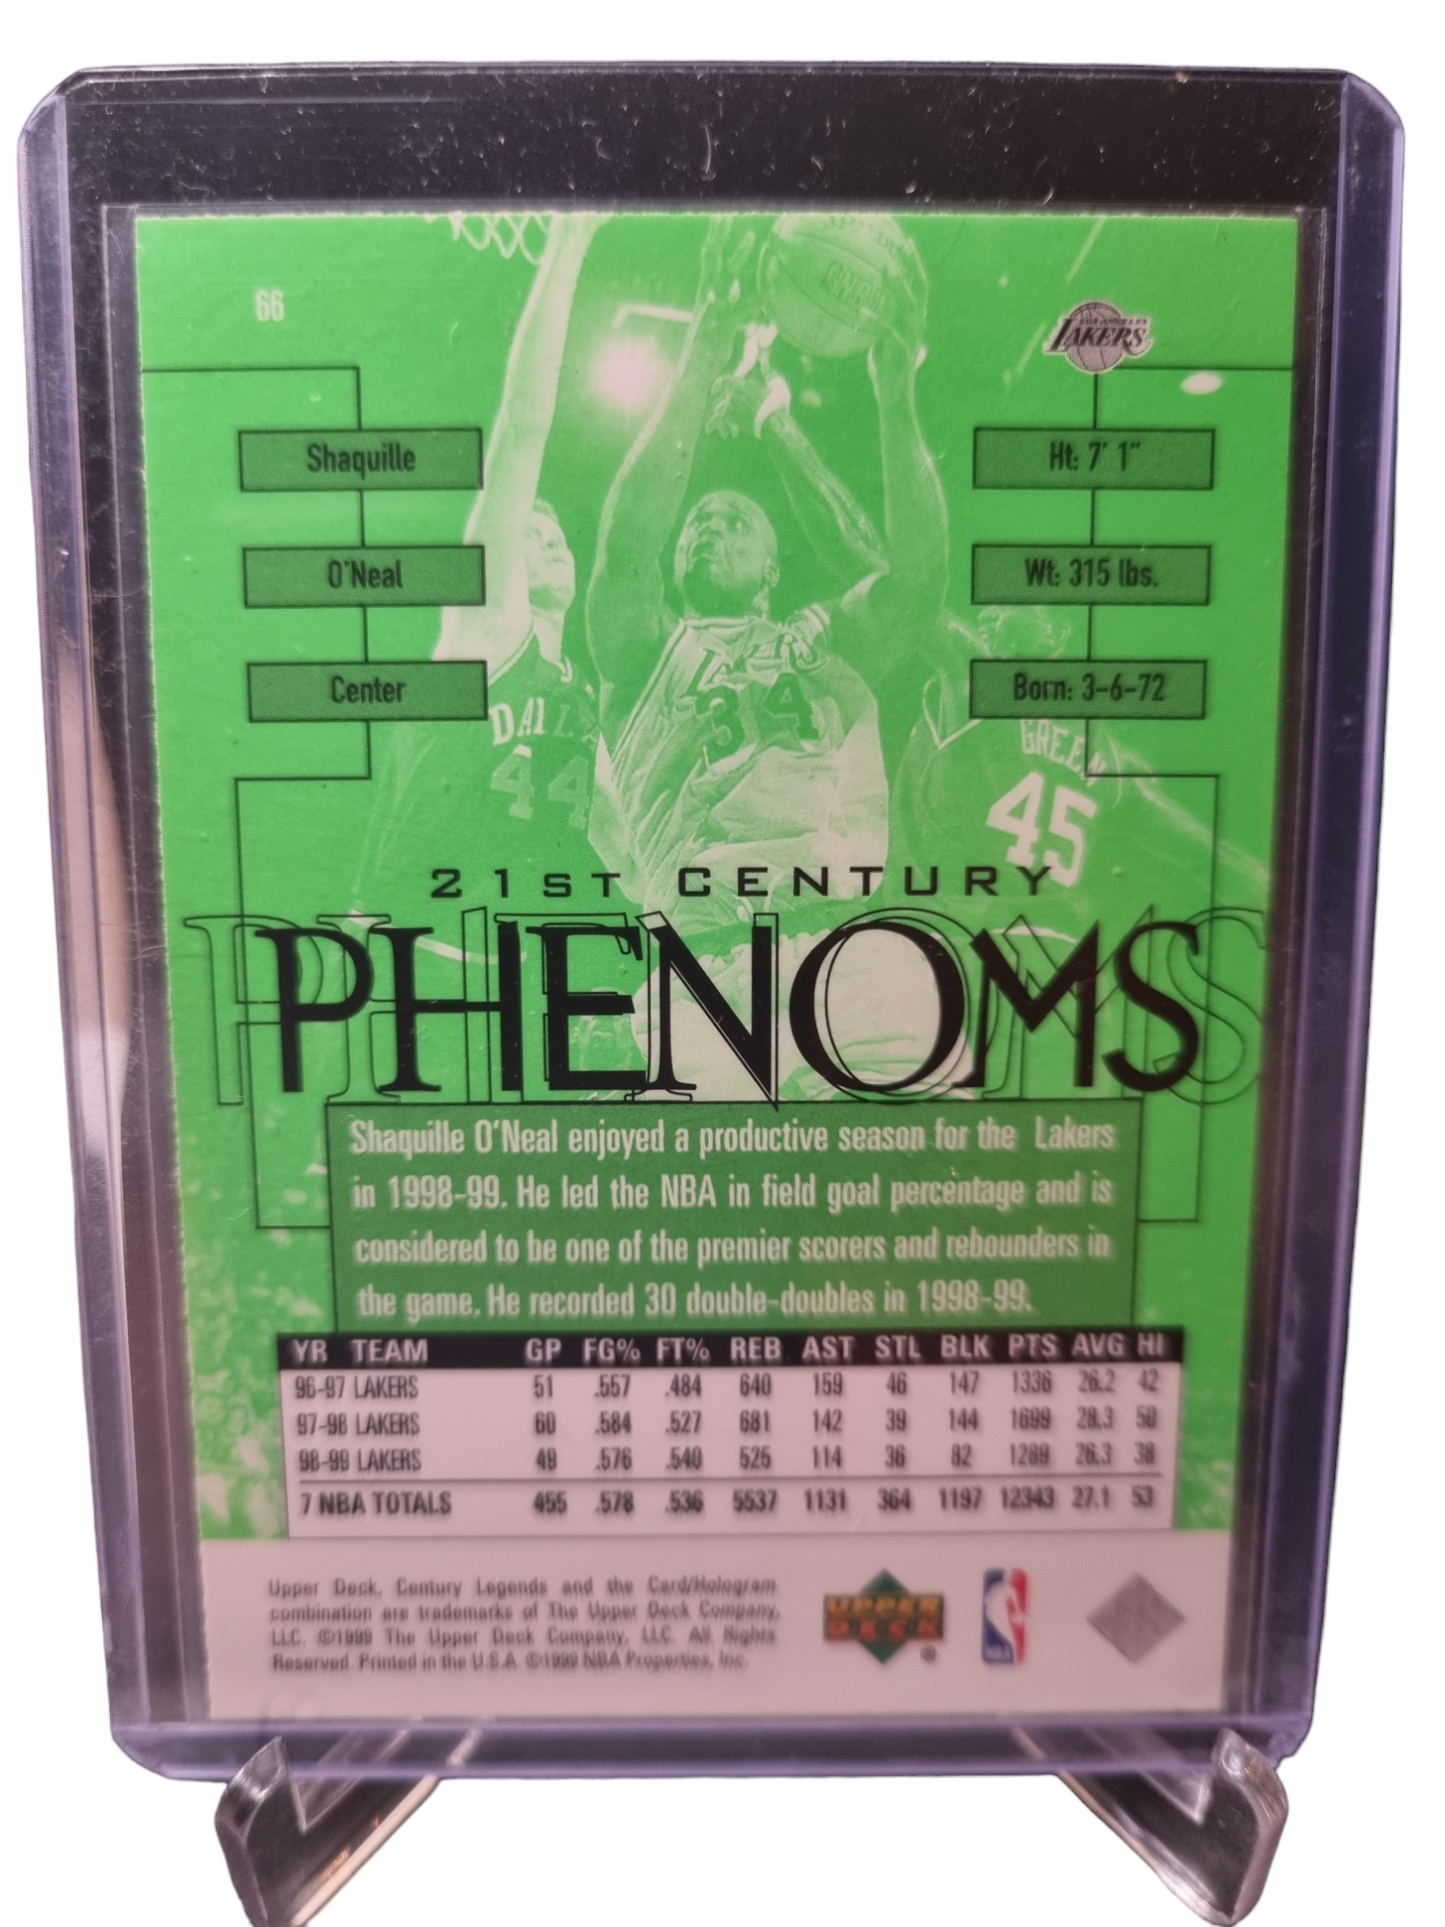 66
LOS ANGELES
LAKERS
Shaquille
O'Neal
Center
Ht: 7' 1"
Wt: 315 lbs.
Born: 3-6-72
SPALDING
LAKERS
34
DALLAS
44
GREEN
45
21ST CENTURY
PHENOMS
Shaquille O'Neal enjoyed a productive season for the Lakers
in 1998-99. He led the NBA in field goal percentage and is
considered to be one of the premier scorers and rebounders in
the game. He recorded 30 double-doubles in 1998-99.
YR TEAM GP FG% FT% REB AST STL BLK PTS AVG HI
96-97 LAKERS 51 .557 .484 640 159 46 147 1336 26.2 42
97-98 LAKERS 60 .584 .527 681 142 39 144 1699 28.3 50
98-99 LAKERS 49 .576 .540 525 114 36 82 1289 26.3 38
7 NBA TOTALS 455 .578 .536 5537 1131 364 1197 12343 27.1 53
Upper Deck, Century Legends and the Card/Hologram
combination are trademarks of The Upper Deck Company,
LLC. ©1999 The Upper Deck Company, LLC. All Rights
Reserved. Printed in the U.S.A. ©1999 NBA Properties, Inc.
UPPER
DECK
®
NBA